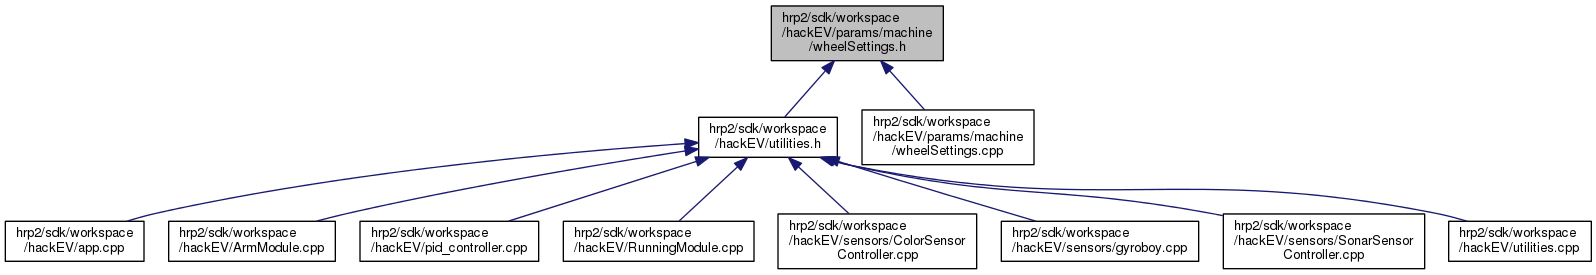 hrp2/sdk/workspace
/hackEV/params/machine
/wheelSettings.h
hrp2/sdk/workspace
/hackEV/utilities.h
hrp2/sdk/workspace
/hackEV/params/machine
/wheelSettings.cpp
hrp2/sdk/workspace
/hackEV/app.cpp
hrp2/sdk/workspace
/hackEV/ArmModule.cpp
hrp2/sdk/workspace
/hackEV/pid_controller.cpp
hrp2/sdk/workspace
/hackEV/RunningModule.cpp
hrp2/sdk/workspace
/hackEV/sensors/ColorSensor
Controller.cpp
hrp2/sdk/workspace
/hackEV/sensors/gyroboy.cpp
hrp2/sdk/workspace
/hackEV/sensors/SonarSensor
Controller.cpp
hrp2/sdk/workspace
/hackEV/utilities.cpp